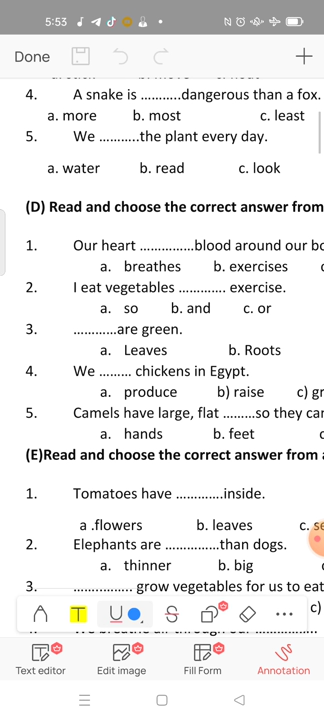 5:53
Done
4. A snake is ...........dangerous than a fox.
a. more b. most c. least
5. We ...........the plant every day.
a. water b. read c. look
(D) Read and choose the correct answer from
1. Our heart ..............blood around our
a. breathes b. exercises
2. I eat vegetables ............. exercise.
a. so b. and c. or
3. ............are green.
a. Leaves b. Roots
4. We ......... chickens in Egypt.
a. produce b) raise c)
5. Camels have large, flat .........so they
a. hands b. feet
(E)Read and choose the correct answer from
1. Tomatoes have .............inside.
a .flowers b. leaves c.
2. Elephants are ...............than dogs.
a. thinner b. big
3. ................ grow vegetables for us to eat
c)
Text editor Edit image Fill Form Annotation